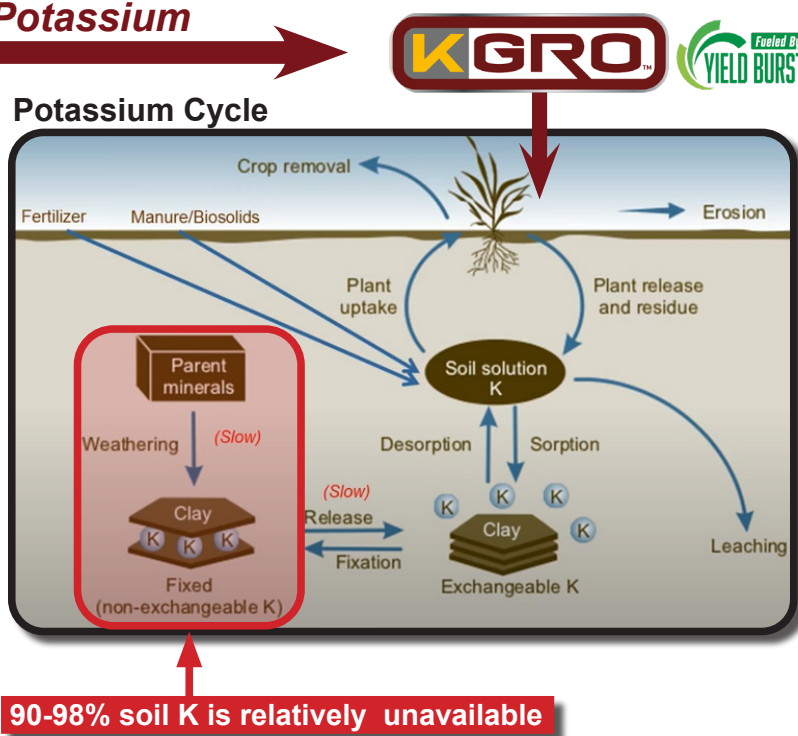 Potassium
KGRO™
Fueled By
YIELD BURST
Potassium Cycle
Crop removal
Fertilizer
Manure/Biosolids
Erosion
Plant
uptake
Plant release
and residue
Parent
minerals
Soil solution
K
Weathering
(Slow)
Desorption
Sorption
(Slow)
Clay
K K K
Release
Fixation
K K K K
Clay
Leaching
Fixed
(non-exchangeable K)
Exchangeable K
90-98% soil K is relatively unavailable